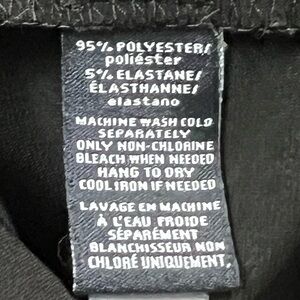 95% POLYESTER/
poliéster
5% ELASTANE/
ÉLASTHANNE/
elastano
MACHINE WASH COLD
SEPARATELY
ONLY NON-CHLORINE
BLEACH WHEN NEEDED
HANG TO DRY
COOL IRON IF NEEDED
LAVAGE EN MACHINE
À L'EAU FROIDE
SÉPARÉMENT
BLANCHISSEUR NON
CHLORÉ UNIQUEMENT.